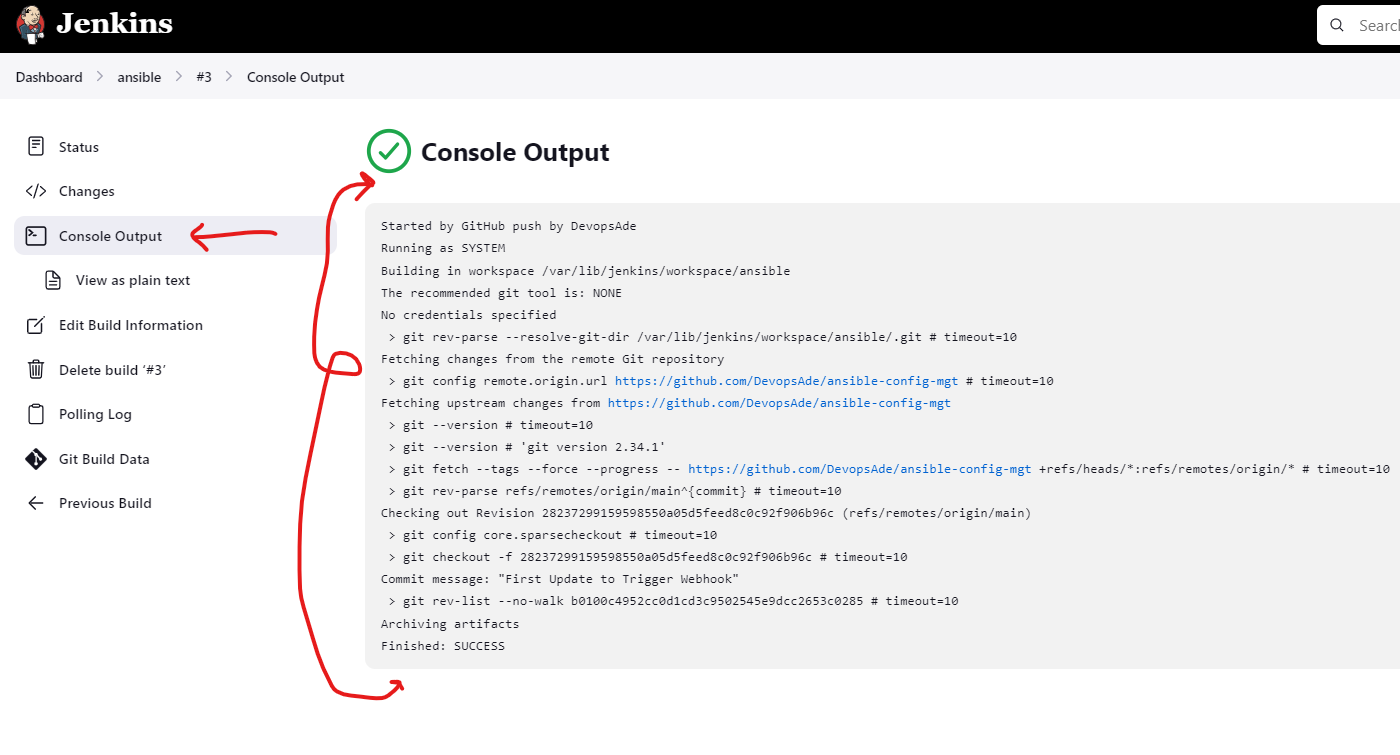 Jenkins
Search
Dashboard > ansible > #3 > Console Output
Status
Changes
Console Output
View as plain text
Edit Build Information
Delete build ‘#3’
Polling Log
Git Build Data
Previous Build
Console Output
Started by GitHub push by DevopsAde
Running as SYSTEM
Building in workspace /var/lib/jenkins/workspace/ansible
The recommended git tool is: NONE
No credentials specified
 > git rev-parse --resolve-git-dir /var/lib/jenkins/workspace/ansible/.git # timeout=10
Fetching changes from the remote Git repository
 > git config remote.origin.url https://github.com/DevopsAde/ansible-config-mgt # timeout=10
Fetching upstream changes from https://github.com/DevopsAde/ansible-config-mgt
 > git --version # timeout=10
 > git --version # 'git version 2.34.1'
 > git fetch --tags --force --progress -- https://github.com/DevopsAde/ansible-config-mgt +refs/heads/*:refs/remotes/origin/* # timeout=10
 > git rev-parse refs/remotes/origin/main^{commit} # timeout=10
Checking out Revision 28237299159598550a05d5feed8c0c92f906b96c (refs/remotes/origin/main)
 > git config core.sparsecheckout # timeout=10
 > git checkout -f 28237299159598550a05d5feed8c0c92f906b96c # timeout=10
Commit message: "First Update to Trigger Webhook"
 > git rev-list --no-walk b0100c4952cc0d1cd3c9502545e9dcc2653c0285 # timeout=10
Archiving artifacts
Finished: SUCCESS